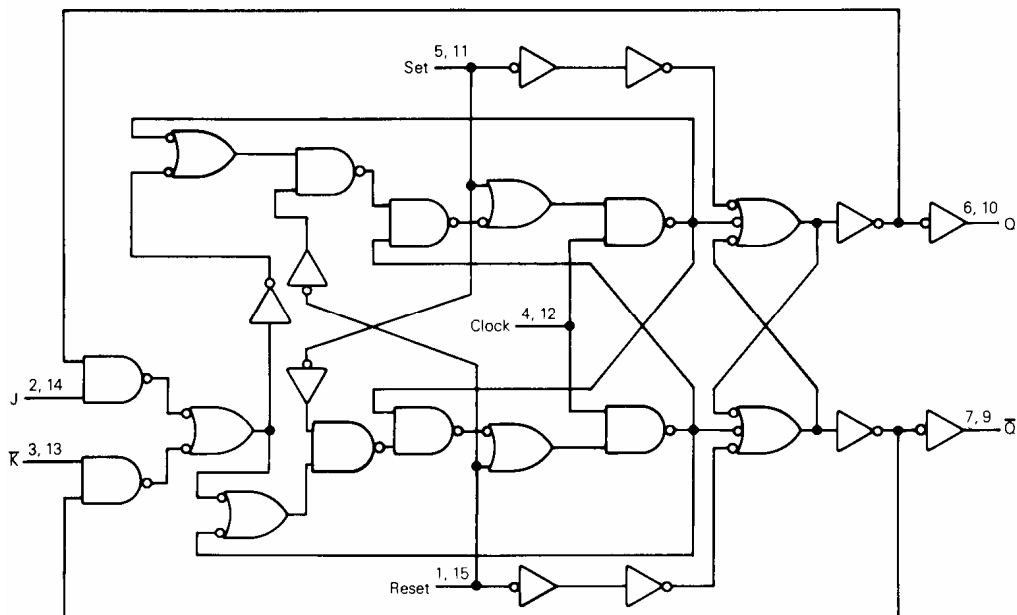 5, 11
Set
6, 10
Q
4, 12
Clock
2, 14
J
3, 13
K̅
7, 9
Q̅
1, 15
Reset